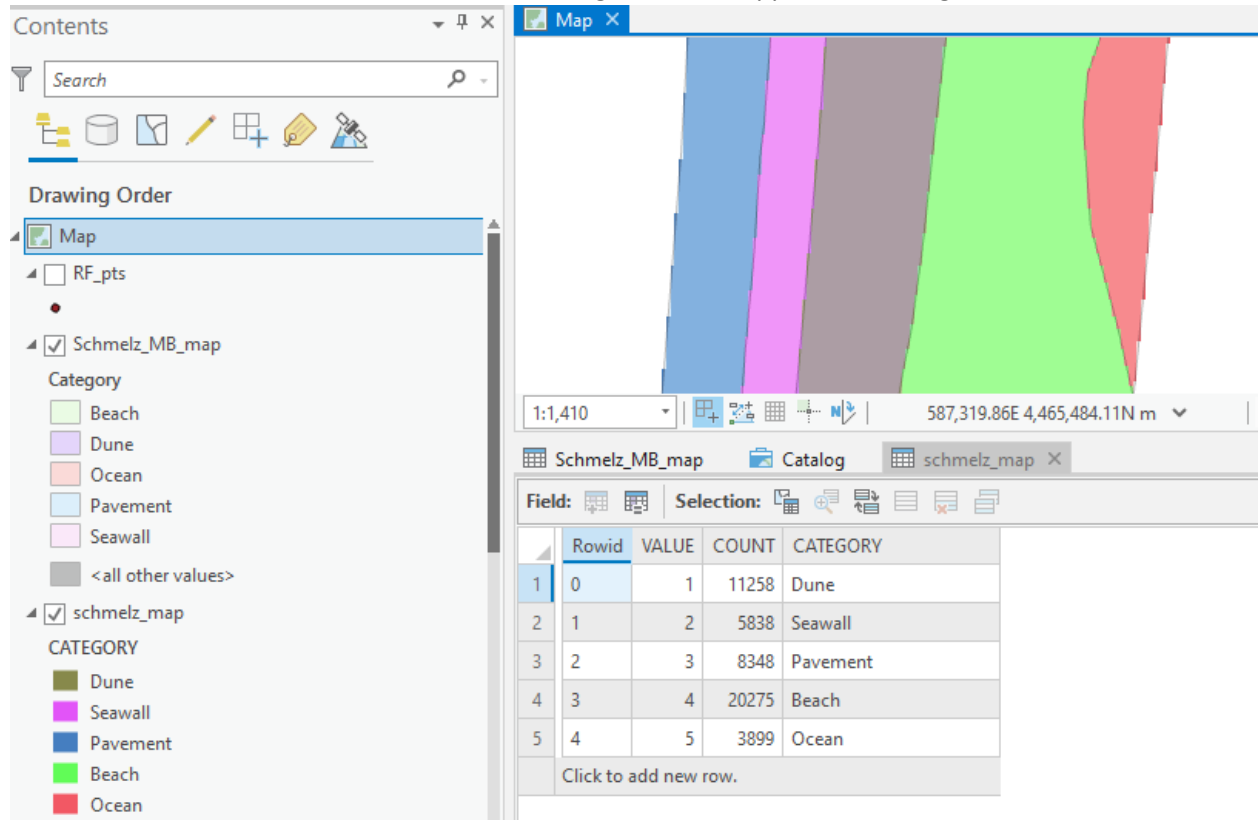 Contents
Map
Search
Drawing Order
Map
RF_pts
Schmelz_MB_map
Category
Beach
Dune
Ocean
Pavement
Seawall
<all other values>
schmelz_map
CATEGORY
Dune
Seawall
Pavement
Beach
Ocean
1:1,410 587,319.86E 4,465,484.11N m
Schmelz_MB_map Catalog schmelz_map
Field: Selection:
Rowid VALUE COUNT CATEGORY
1 0 1 11258 Dune
2 1 2 5838 Seawall
3 2 3 8348 Pavement
4 3 4 20275 Beach
5 4 5 3899 Ocean
Click to add new row.